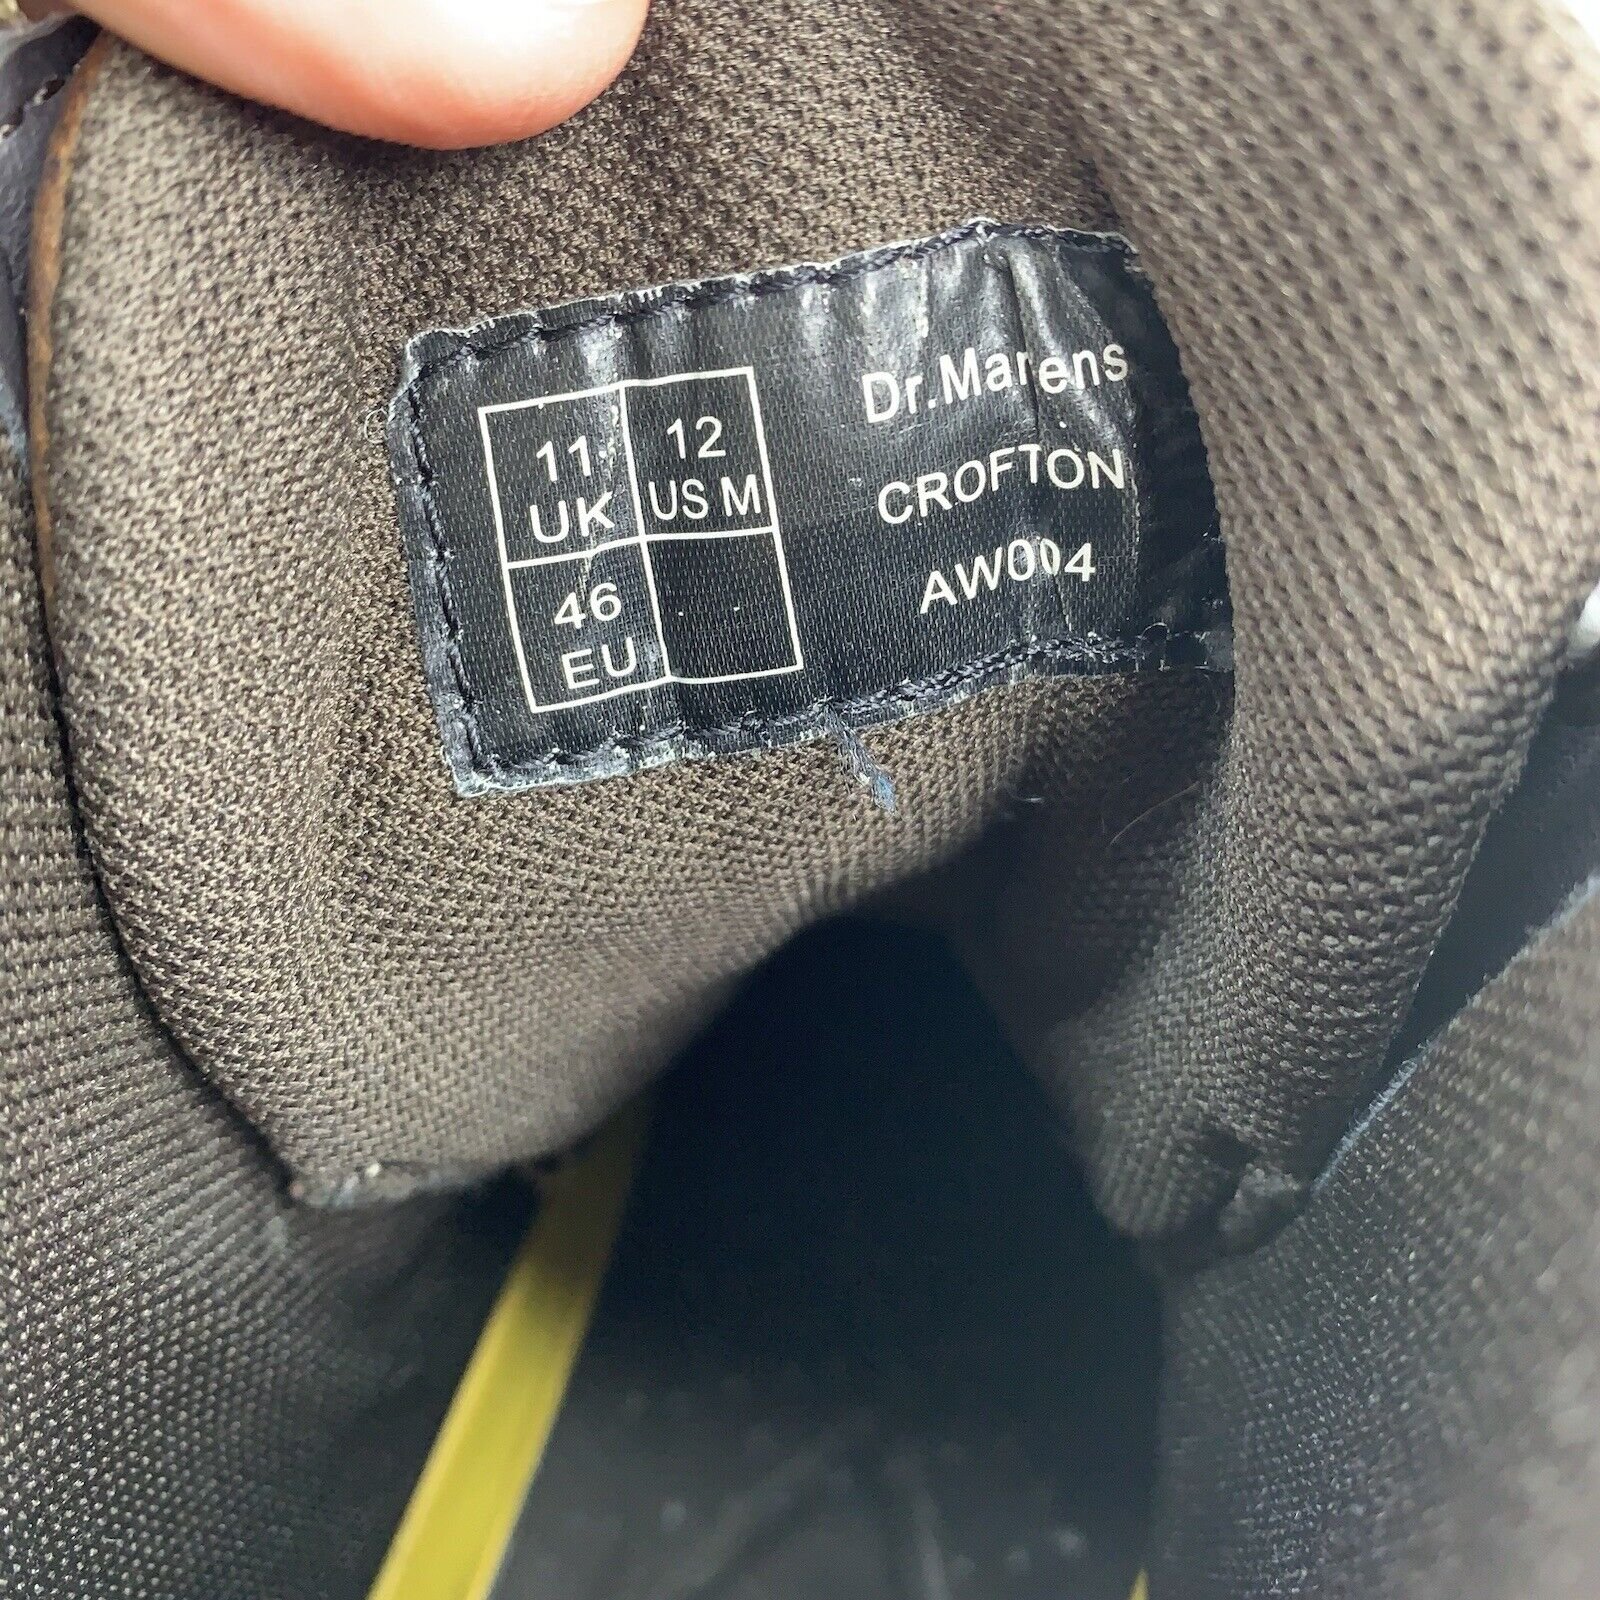 11
UK
12
US M
46
EU
Dr.Martens
CROFTON
AW004